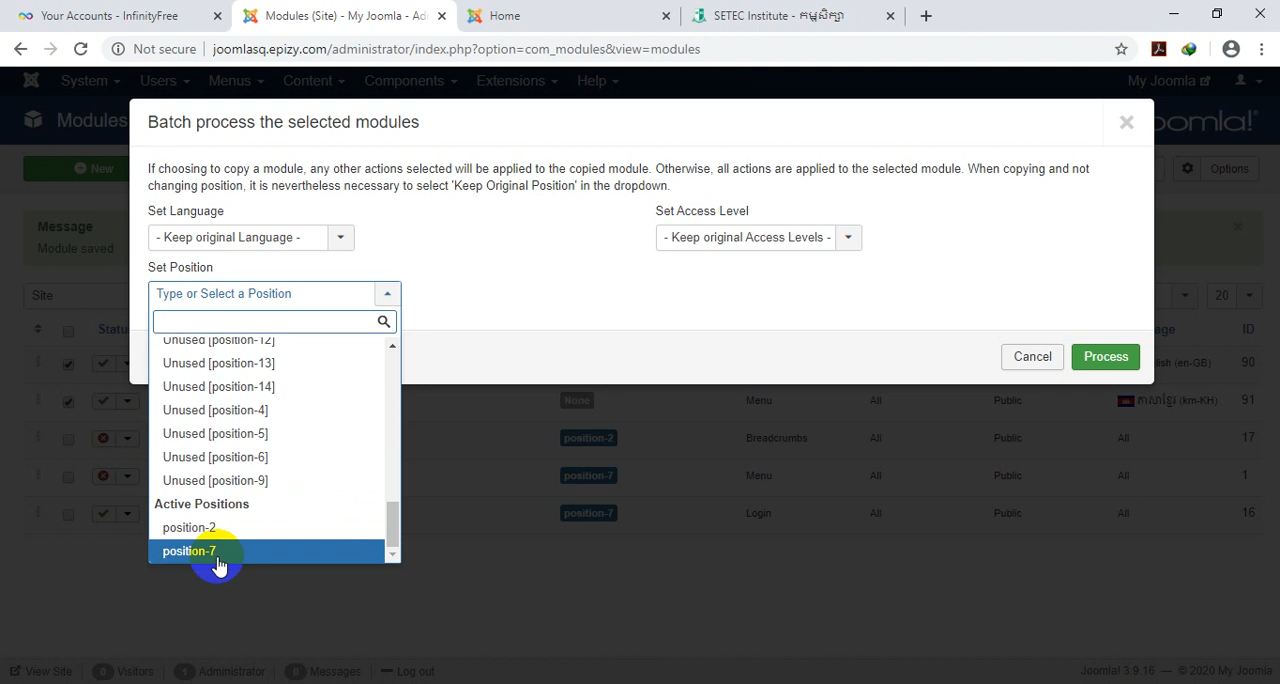 Your Accounts - InfinityFree
Modules (Site) - My Joomla - Ad
Home
SETEC Institute - កម្ពុសិក្សា
Not secure
joomlasq.epizy.com/administrator/index.php?option=com_modules&view=modules
System
Users
Menus
Content
Components
Extensions
Help
My Joomla
Modules
Batch process the selected modules
New
If choosing to copy a module, any other actions selected will be applied to the copied module. Otherwise, all actions are applied to the selected module. When copying and not
changing position, it is nevertheless necessary to select 'Keep Original Position' in the dropdown.
Options
Set Language
Set Access Level
Message
- Keep original Language -
- Keep original Access Levels -
Module saved
Set Position
Type or Select a Position
Site
20
Unused [position-12]
Unused [position-13]
Unused [position-14]
Unused [position-4]
Unused [position-5]
Unused [position-6]
Unused [position-9]
Active Positions
position-2
position-7
Cancel
Process
ID
(en-GB)
90
None
Menu
All
Public
ភាសាខ្មែរ (km-KH)
91
position-2
Breadcrumbs
All
Public
All
17
position-7
Menu
All
Public
All
1
position-7
Login
All
Public
All
16
View Site
0 Visitors
1 Administrator
Messages
Log out
Joomla! 3.9.16 — © 2020 My Joomla